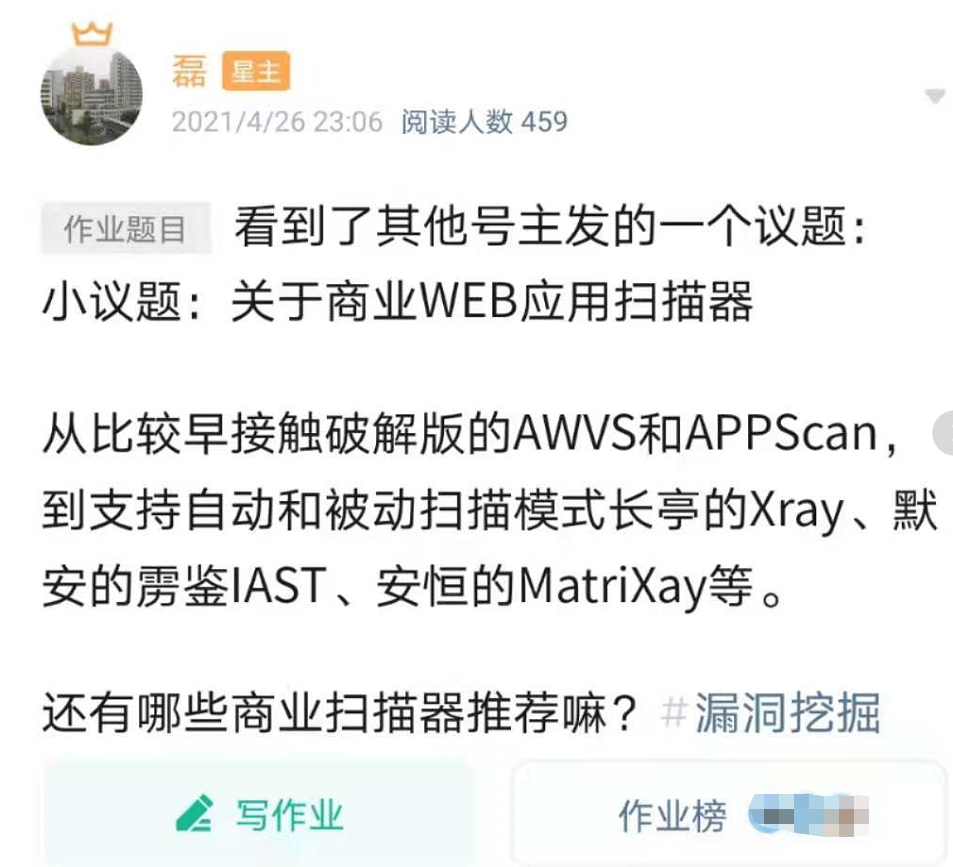 磊 星主
2021/4/26 23:06 阅读人数 459
作业题目 看到了其他号主发的一个议题：
小议题：关于商业WEB应用扫描器
从比较早接触破解版的AWVS和APPScan，
到支持自动和被动扫描模式长亭的Xray、默
安的雳鉴IAST、安恒的MatriXay等。
还有哪些商业扫描器推荐嘛？ #漏洞挖掘
写作业 作业榜